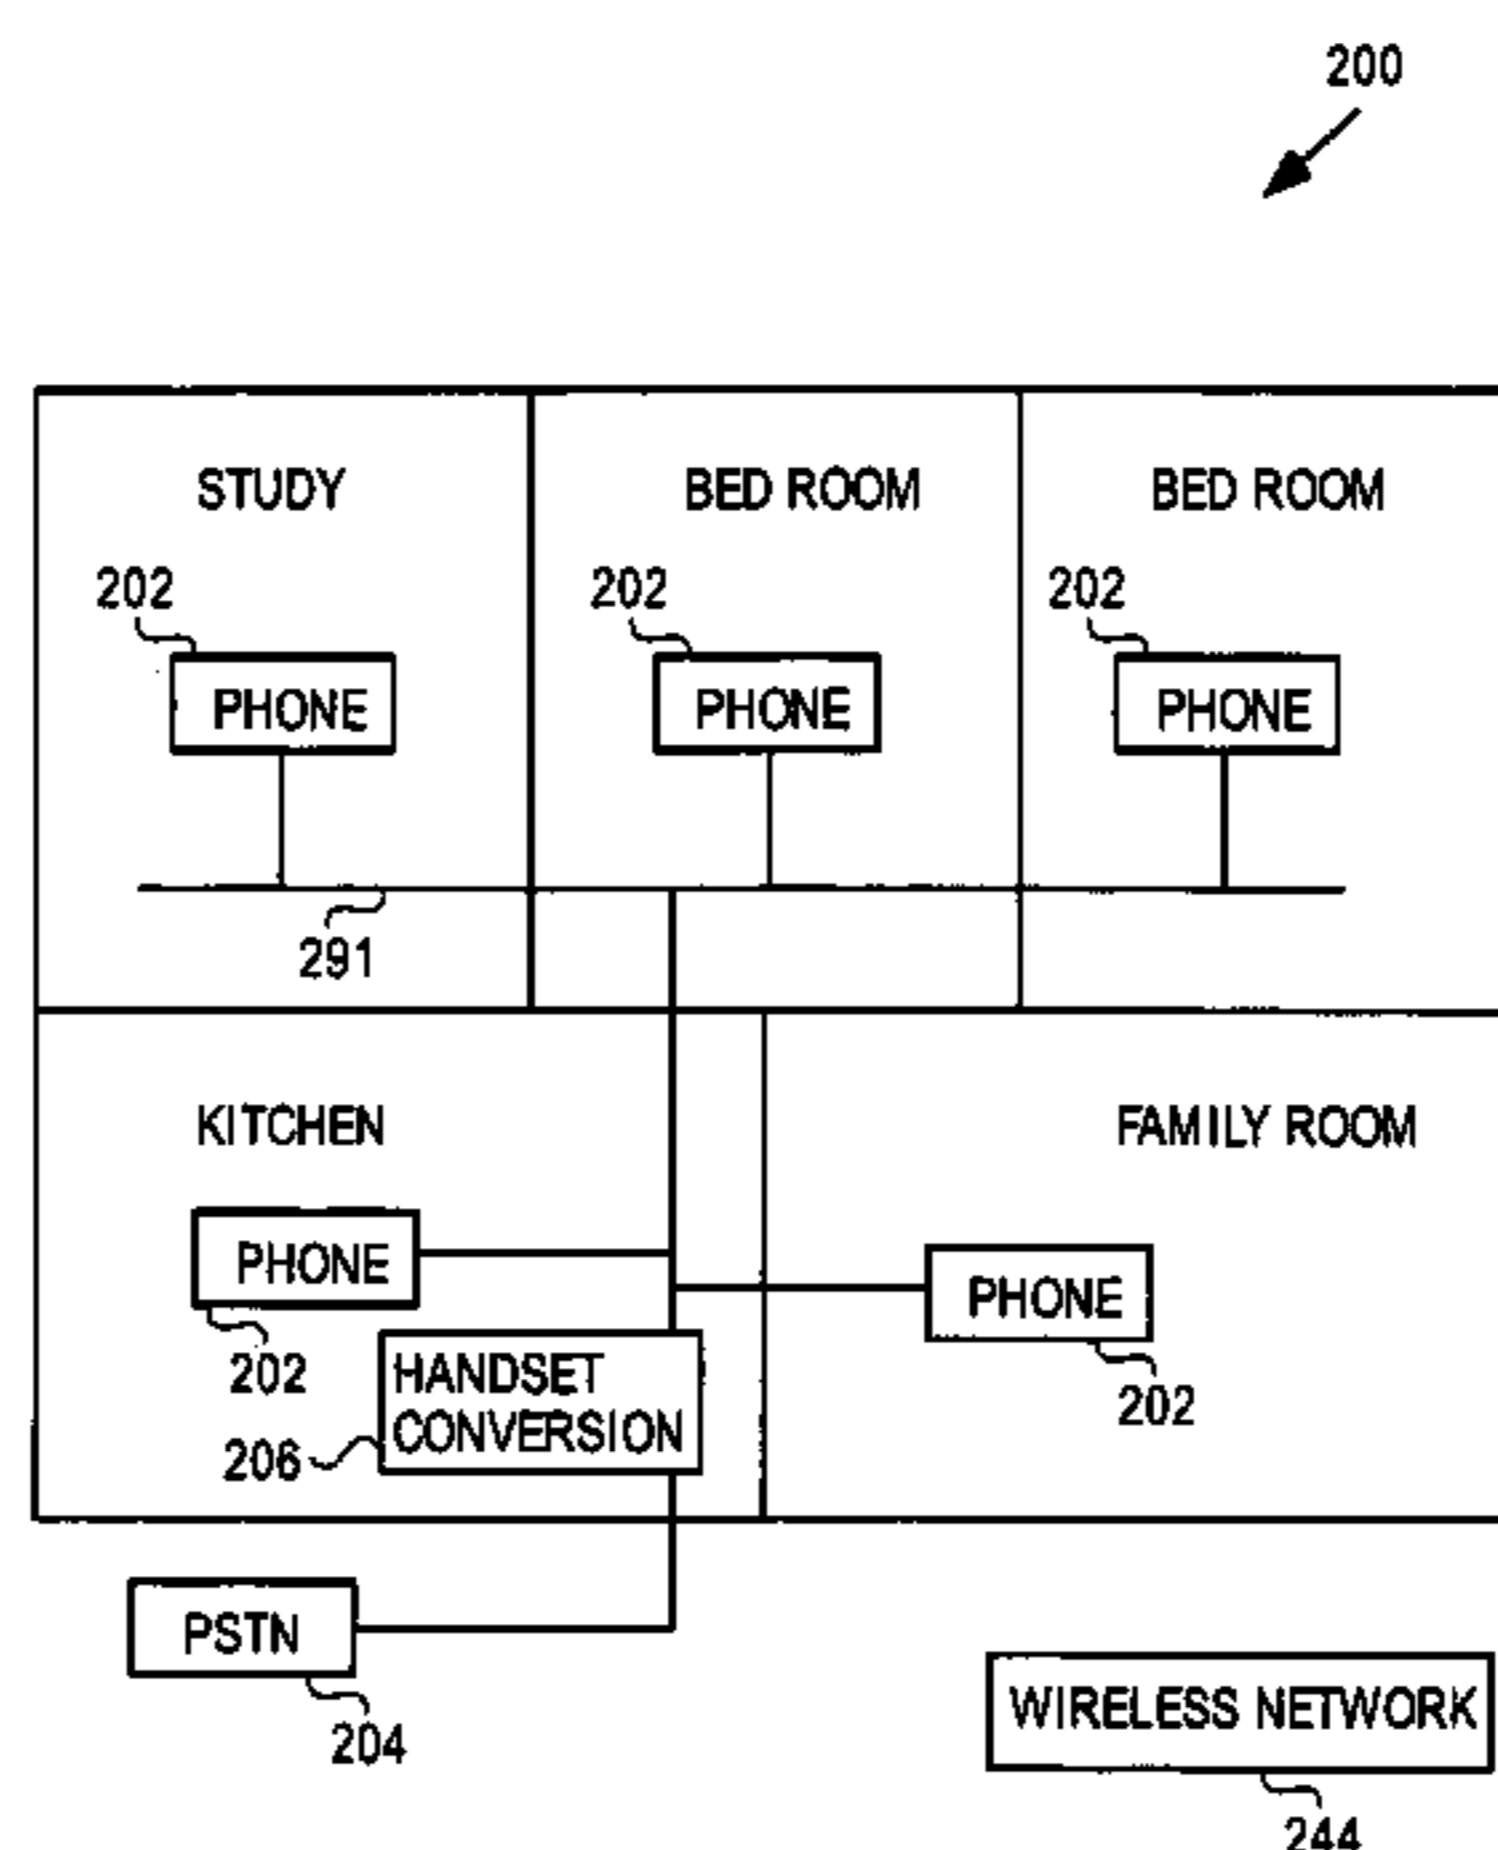 200
STUDY
BED ROOM
BED ROOM
202
202
202
PHONE
PHONE
PHONE
291
KITCHEN
FAMILY ROOM
PHONE
PHONE
202
HANDSET
CONVERSION
202
206
PSTN
204
WIRELESS NETWORK
244